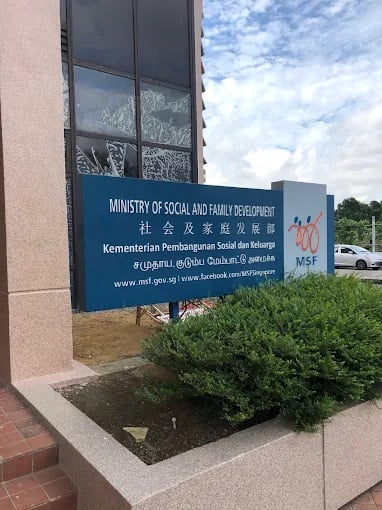 MINISTRY OF SOCIAL AND FAMILY DEVELOPMENT
社会及家庭发展部
Kementerian Pembangunan Sosial dan Keluarga
சமுதாய, குடும்ப மேம்பாட்டு அமைச்சு
www.msf.gov.sg | www.facebook.com/MSFSingapore
MSF